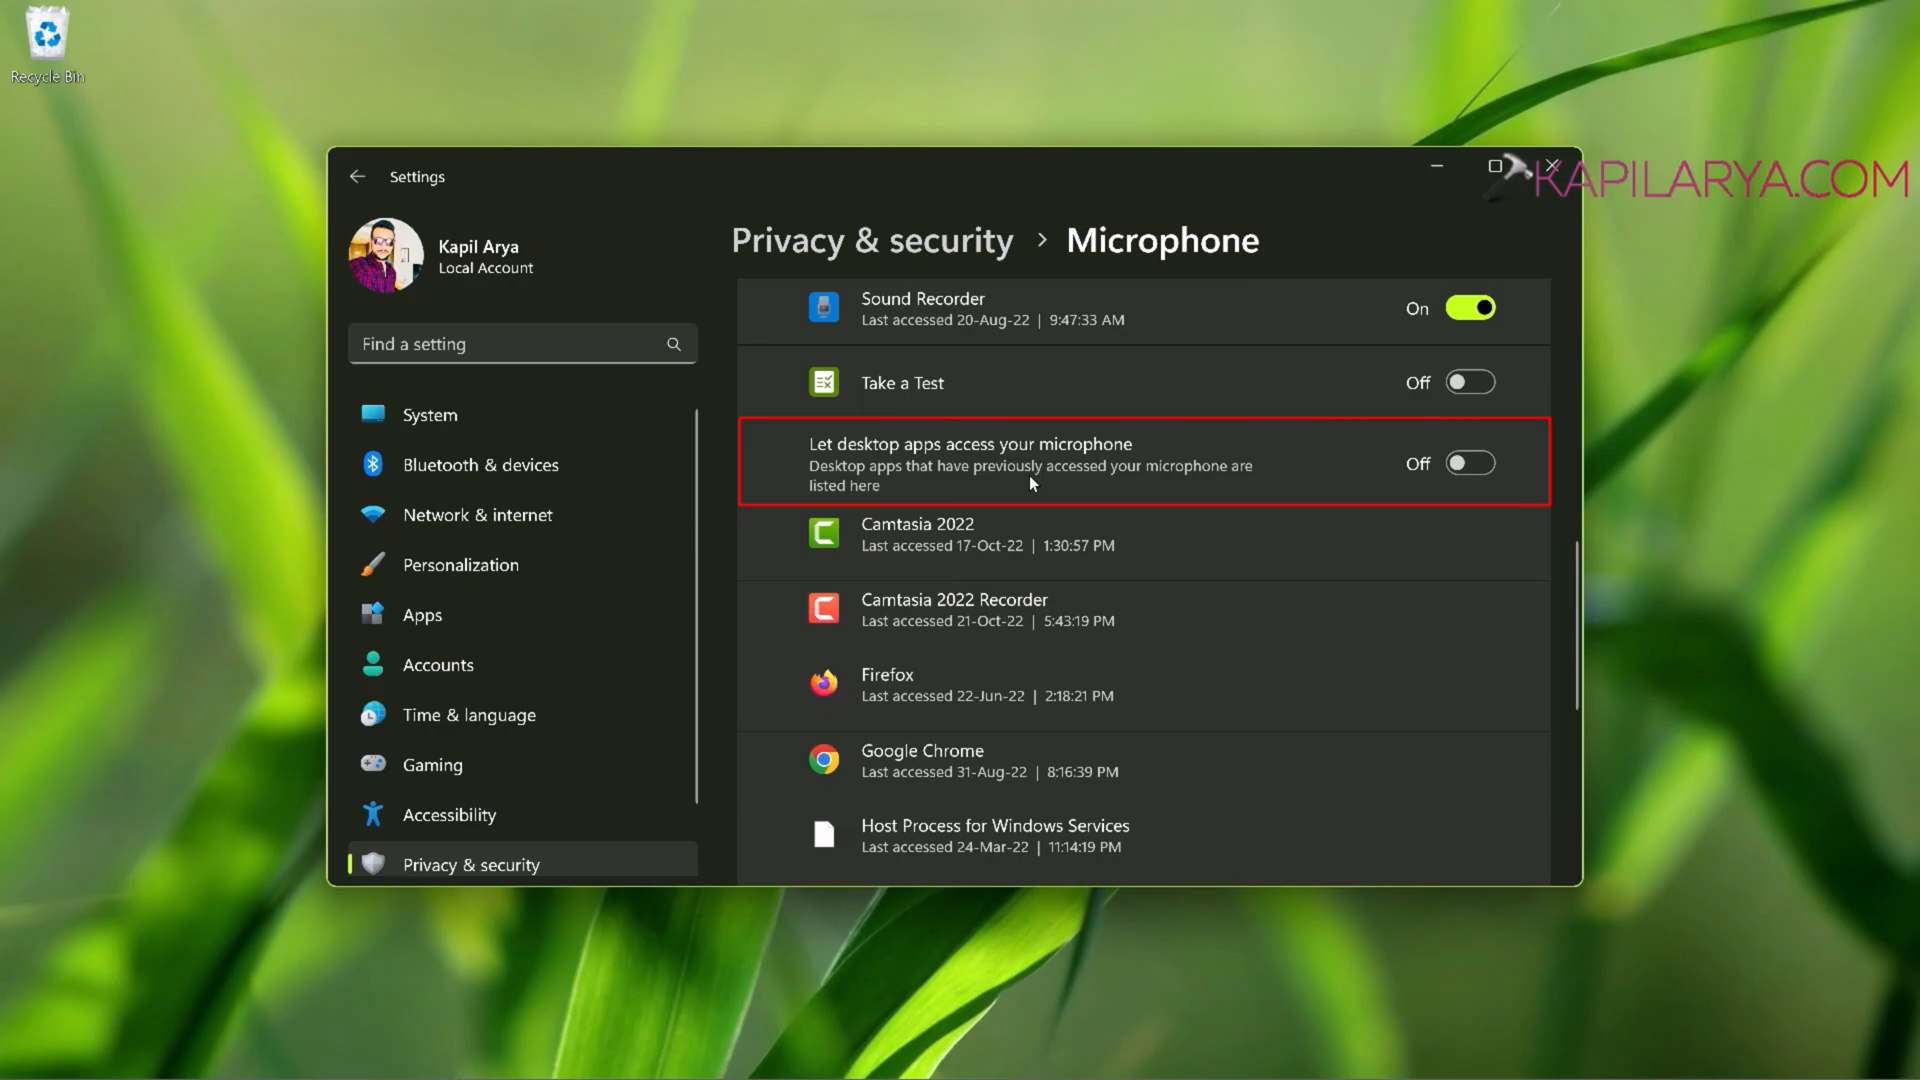 Recycle Bin
Settings
KAPILARYA.COM
Kapil Arya
Local Account
Find a setting
System
Bluetooth & devices
Network & internet
Personalization
Apps
Accounts
Time & language
Gaming
Accessibility
Privacy & security
Privacy & security > Microphone
Sound Recorder
Last accessed 20-Aug-22 | 9:47:33 AM
On
Take a Test
Off
Let desktop apps access your microphone
Desktop apps that have previously accessed your microphone are
listed here
Off
Camtasia 2022
Last accessed 17-Oct-22 | 1:30:57 PM
Camtasia 2022 Recorder
Last accessed 21-Oct-22 | 5:43:19 PM
Firefox
Last accessed 22-Jun-22 | 2:18:21 PM
Google Chrome
Last accessed 31-Aug-22 | 8:16:39 PM
Host Process for Windows Services
Last accessed 24-Mar-22 | 11:14:19 PM